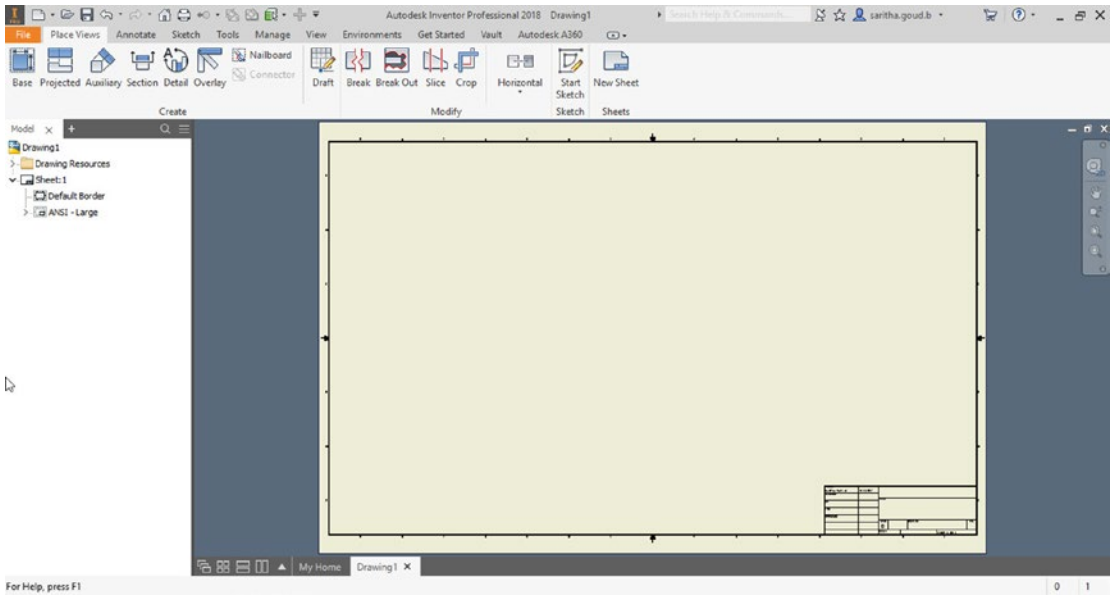 Autodesk Inventor Professional 2018 Drawing1 Search Help & Commands... saritha.goud.b
File Place Views Annotate Sketch Tools Manage View Environments Get Started Vault Autodesk A360
Nailboard
Connector
Base Projected Auxiliary Section Detail Overlay Draft Break Break Out Slice Crop Horizontal Start Sketch New Sheet
Create Modify Sketch Sheets
Model
Drawing1
Drawing Resources
Sheet:1
Default Border
ANSI - Large
My Home Drawing1
For Help, press F1 0 1